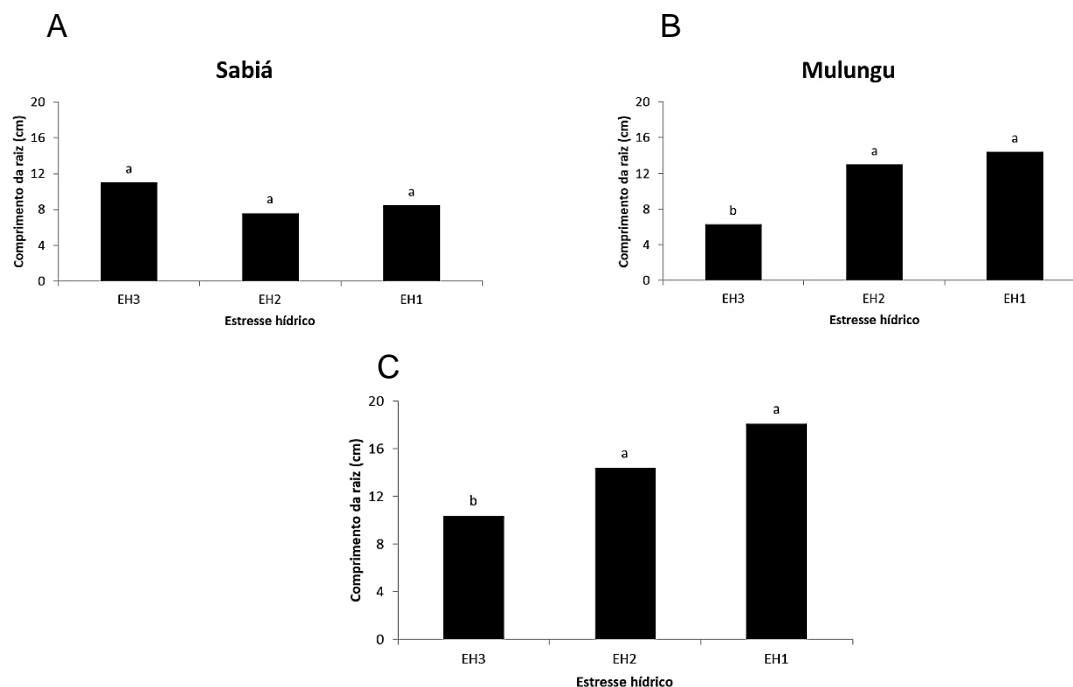 A
Sabiá
Comprimento da raiz (cm)
20
16
12
8
4
0
a
a
a
EH3 EH2 EH1
Estresse hídrico
B
Mulungu
Comprimento da raiz (cm)
20
16
12
8
4
0
b
a
a
EH3 EH2 EH1
Estresse hídrico
C
Comprimento da raiz (cm)
20
16
12
8
4
0
b
a
a
EH3 EH2 EH1
Estresse hídrico